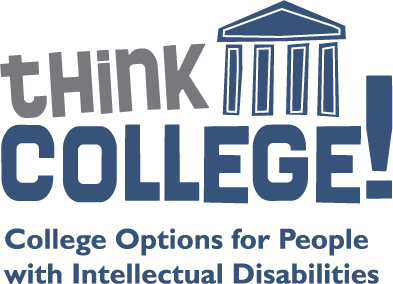 tHiNK
COLLEGE!
College Options for People
with Intellectual Disabilities